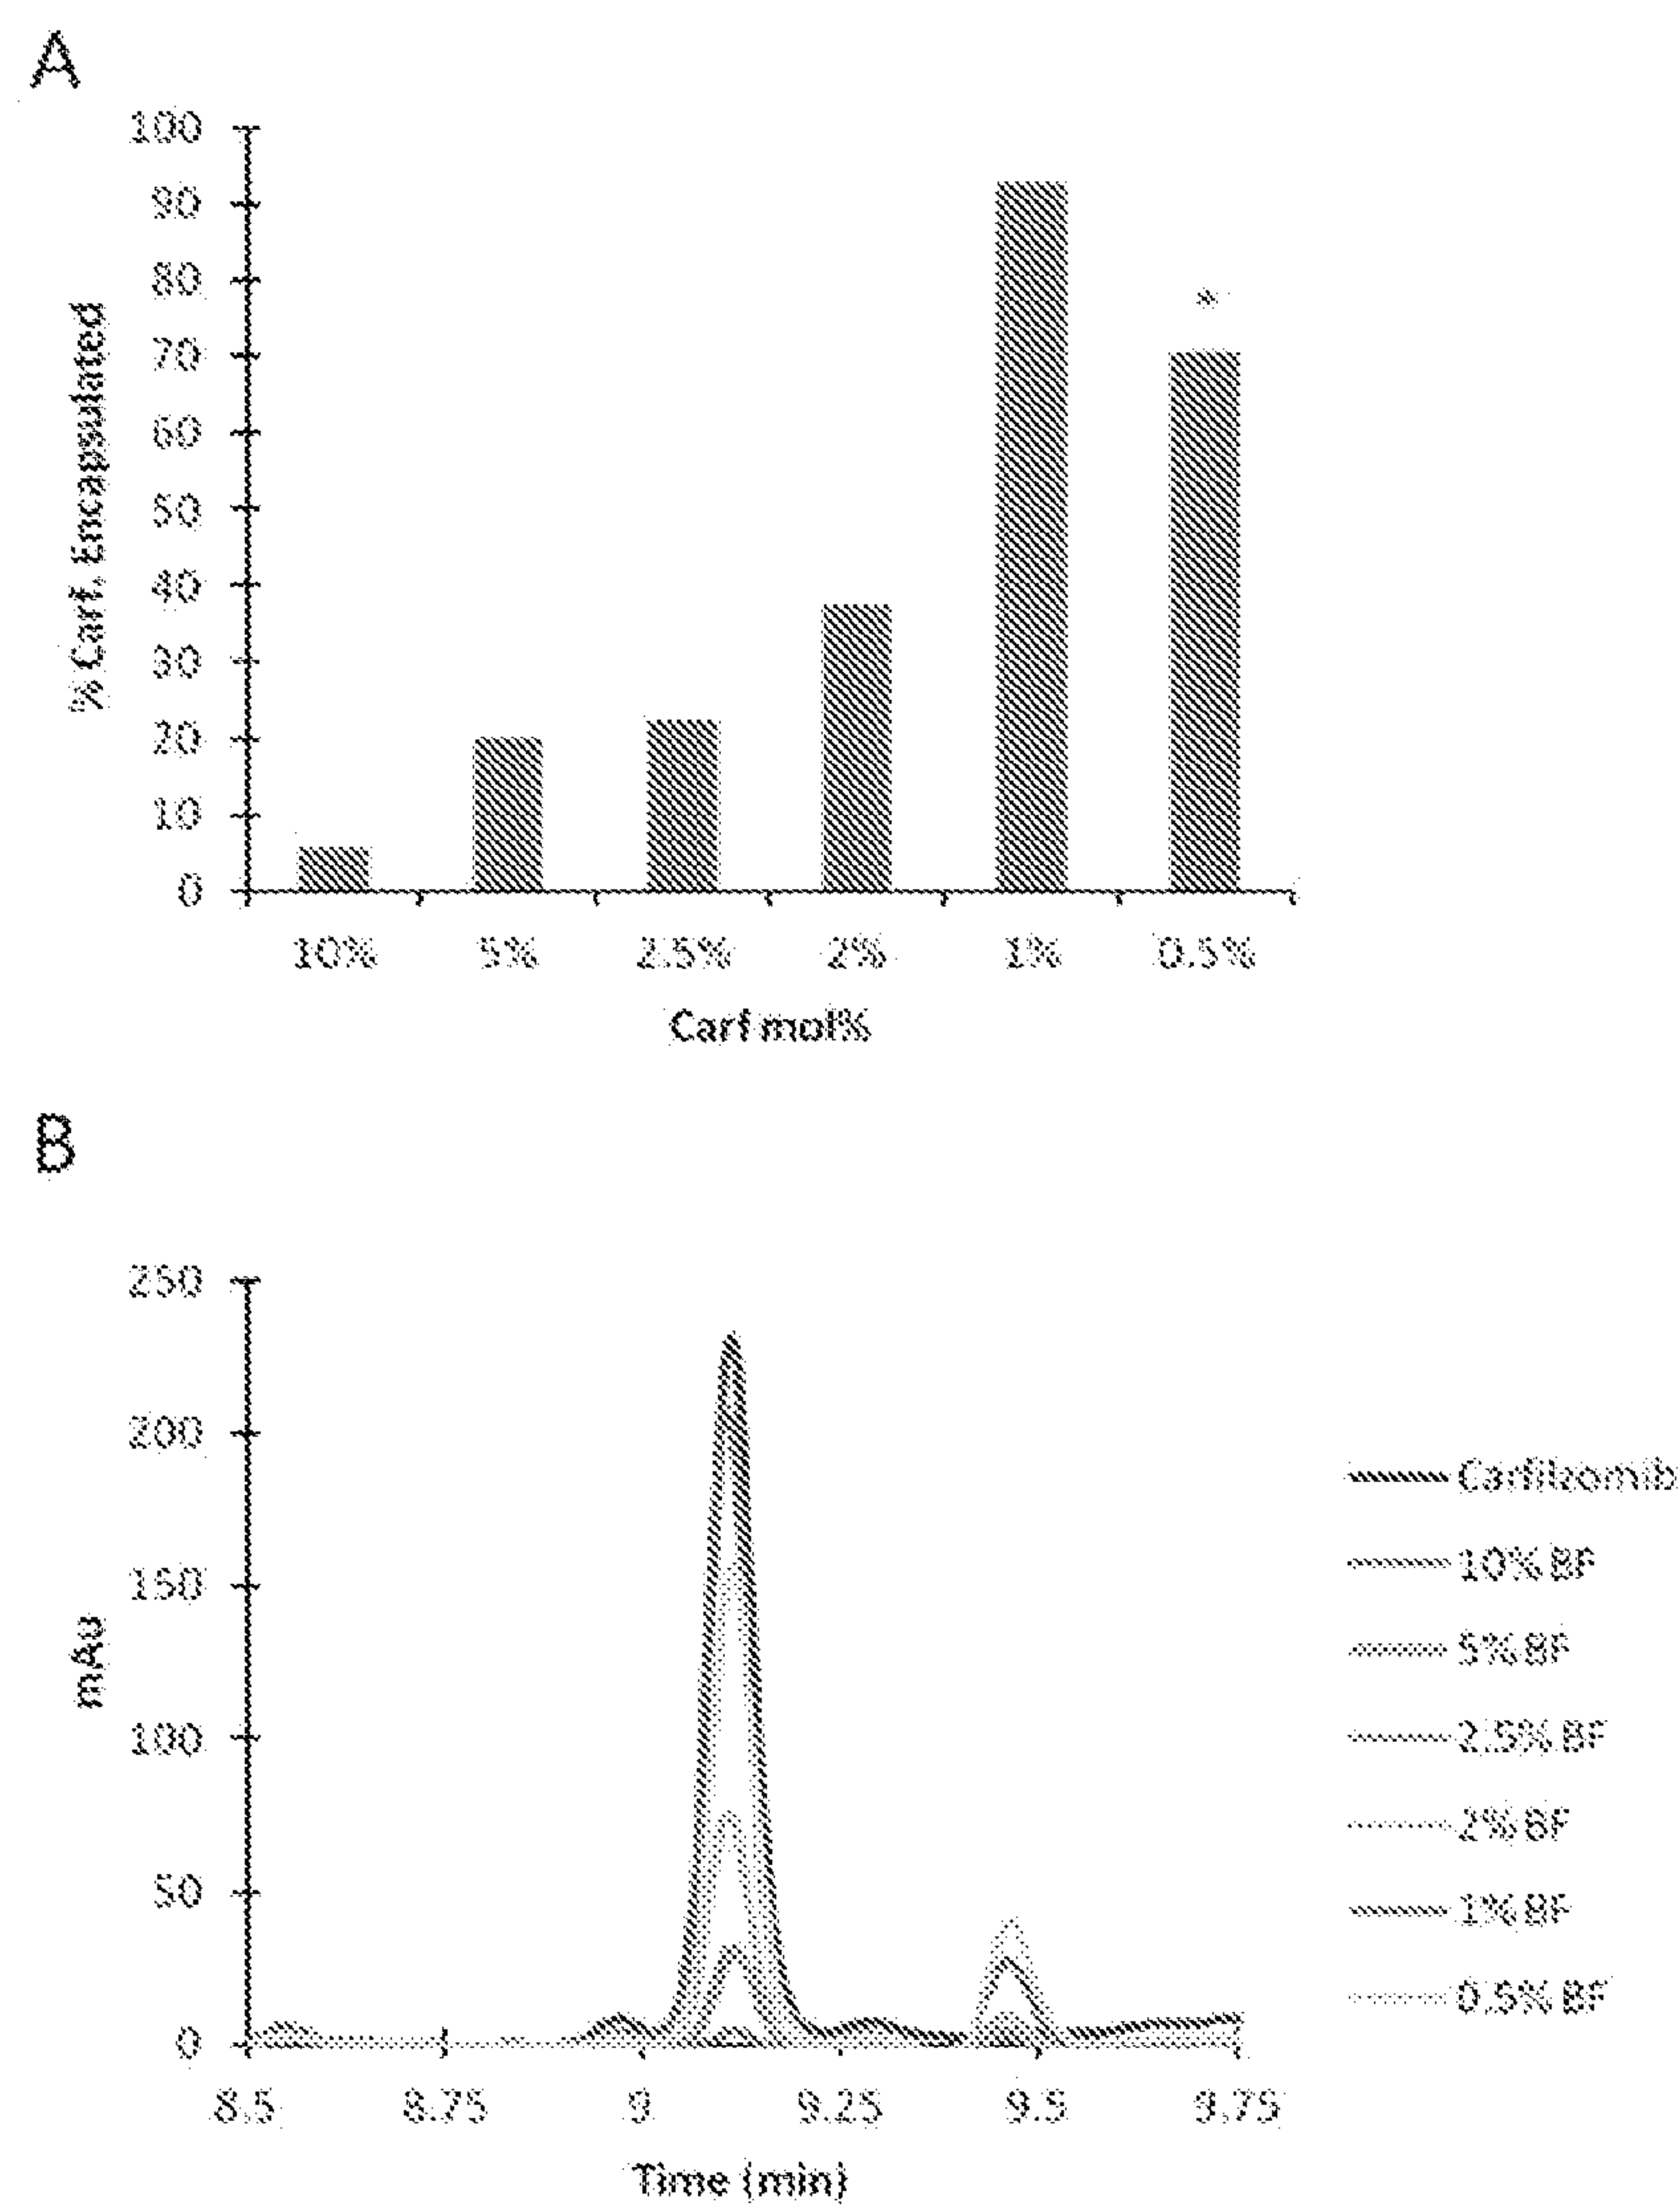 A
100
90
80
70
60
50
40
30
20
10
0
% Carf. Encapsulated
*
10% 5% 2.5% 2% 1% 0.5%
Carf mol%
B
250
200
150
100
50
0
mAu
8.5 8.75 9 9.25 9.5 9.75
Time (min)
Carfilzomib
10% BF
5% BF
2.5% BF
2% BF
1% BF
0.5% BF